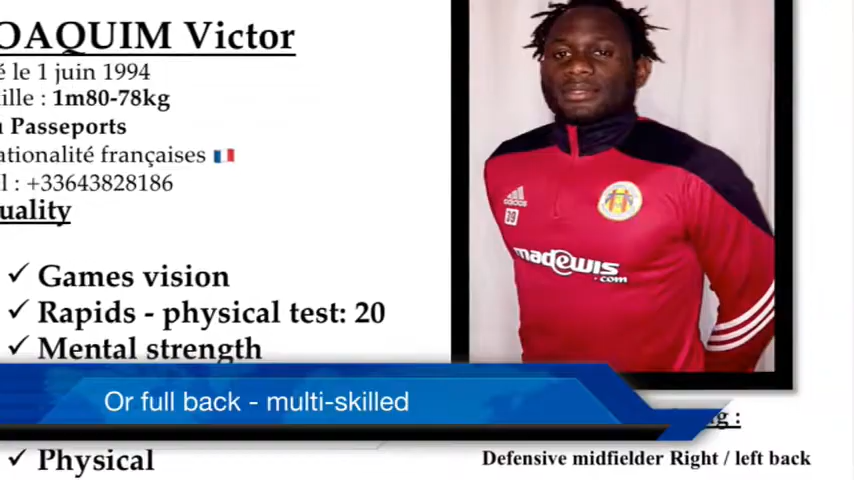 OAQUIM Victor
é le 1 juin 1994
ille : 1m80-78kg
Passeports
ationalité françaises
l : +33643828186
uality
✓ Games vision
✓ Rapids - physical test: 20
✓ Mental strength
✓ Physical
adidas
19
madewis
.com
Or full back - multi-skilled
g :
Defensive midfielder Right / left back